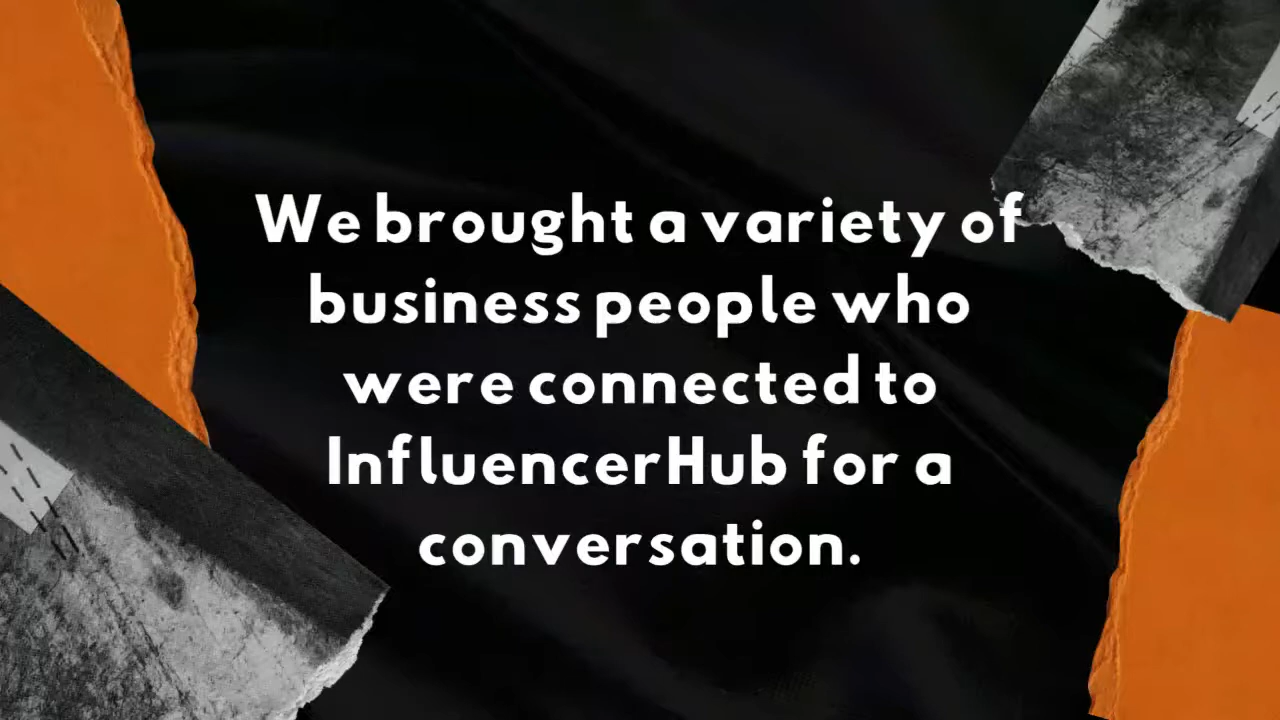 We brought a variety of
business people who
were connected to
InfluencerHub for a
conversation.